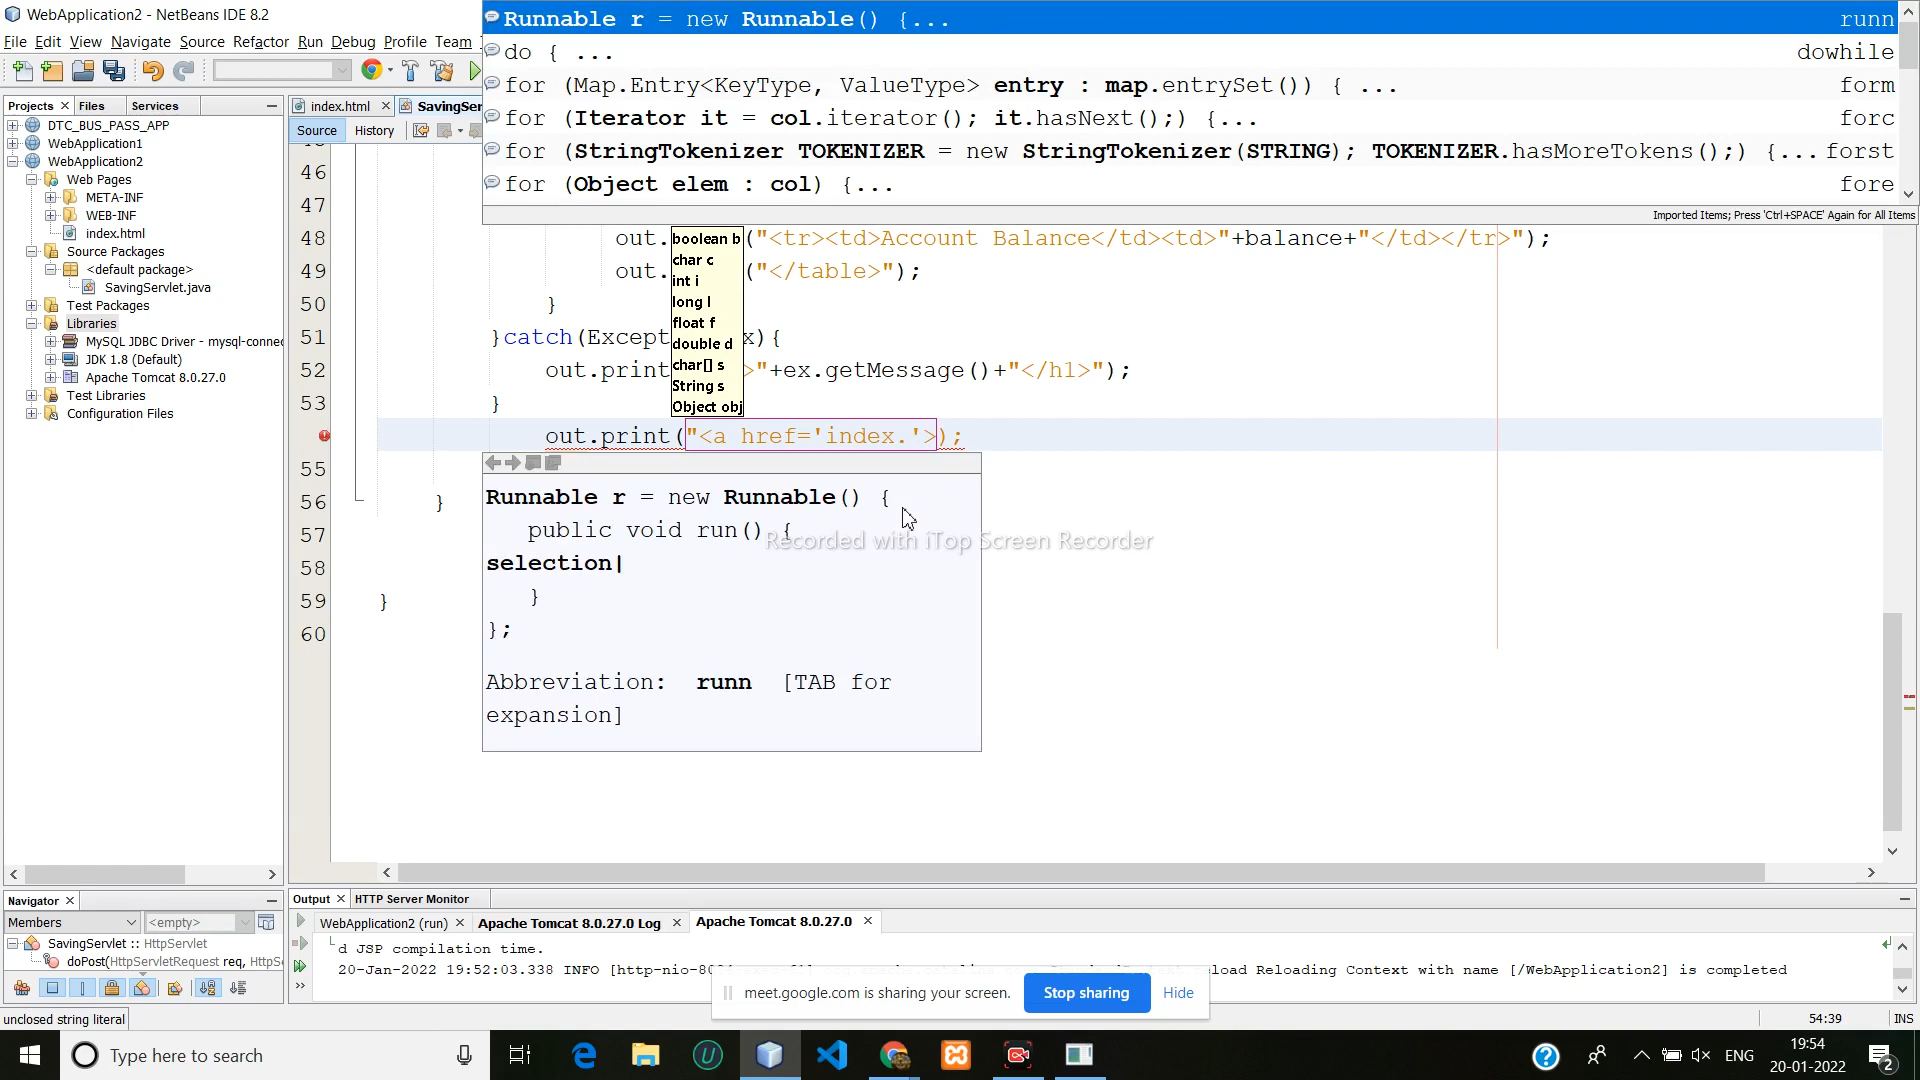 WebApplication2 - NetBeans IDE 8.2
File Edit View Navigate Source Refactor Run Debug Profile Team
Runnable r = new Runnable() {... runn
do { ... dowhile
for (Map.Entry<KeyType, ValueType> entry : map.entrySet()) { ... form
for (Iterator it = col.iterator(); it.hasNext();) {... forc
for (StringTokenizer TOKENIZER = new StringTokenizer(STRING); TOKENIZER.hasMoreTokens();) {... forst
for (Object elem : col) {... fore
Imported Items; Press 'Ctrl+SPACE' Again for All Items
Projects Files Services
DTC_BUS_PASS_APP
WebApplication1
WebApplication2
Web Pages
META-INF
WEB-INF
index.html
Source Packages
<default package>
SavingServlet.java
Test Packages
Libraries
MySQL JDBC Driver - mysql-connec
JDK 1.8 (Default)
Apache Tomcat 8.0.27.0
Test Libraries
Configuration Files
index.html SavingSer
Source History
46
47
48 out. ("<tr><td>Account Balance</td><td>"+balance+"</td></tr>");
49 out. ("</table>");
50 }
51 }catch(Except x){
52 out.print >"+ex.getMessage()+"</h1>");
53 }
out.print("<a href='index.'>);
55
56 }
57
58
59 }
60
boolean b
char c
int i
long l
float f
double d
char[] s
String s
Object obj
Runnable r = new Runnable() {
public void run() {
selection|
}
};
Abbreviation: runn [TAB for
expansion]
Recorded with iTop Screen Recorder
Navigator
Members <empty>
SavingServlet :: HttpServlet
doPost(HttpServletRequest req, HttpS
Output HTTP Server Monitor
WebApplication2 (run) Apache Tomcat 8.0.27.0 Log Apache Tomcat 8.0.27.0
d JSP compilation time.
20-Jan-2022 19:52:03.338 INFO [http-nio-80 eload Reloading Context with name [/WebApplication2] is completed
meet.google.com is sharing your screen. Stop sharing Hide
unclosed string literal
54:39 INS
Type here to search
ENG
19:54
20-01-2022
2